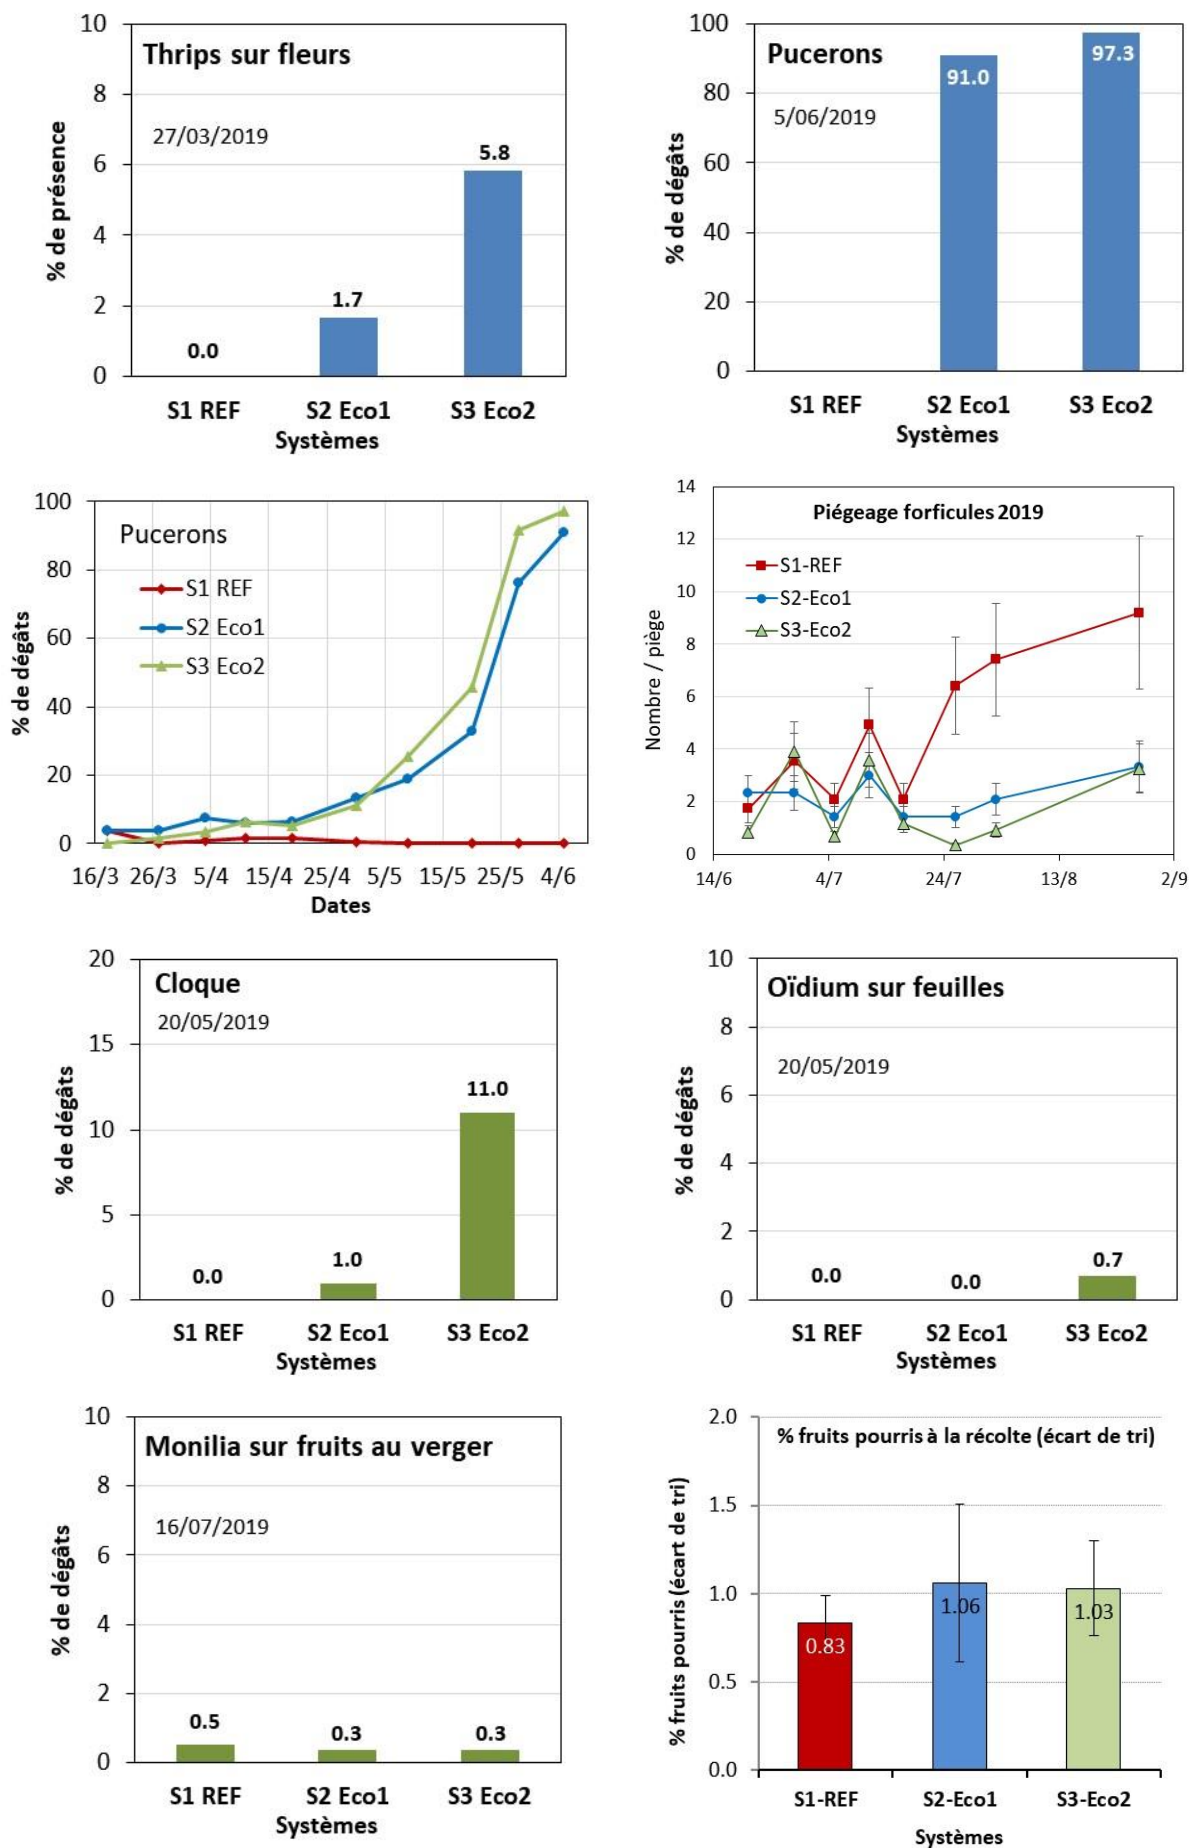 Thrips sur fleurs
27/03/2019
% de présence
10
8
6
4
2
0
0.0
1.7
5.8
S1 REF
S2 Eco1
S3 Eco2
Systèmes
Pucerons
5/06/2019
% de dégâts
100
80
60
40
20
0
91.0
97.3
S1 REF
S2 Eco1
S3 Eco2
Systèmes
Pucerons
S1 REF
S2 Eco1
S3 Eco2
% de dégâts
100
80
60
40
20
0
16/3
26/3
5/4
15/4
25/4
5/5
15/5
25/5
4/6
Dates
Piégeage forficules 2019
S1-REF
S2-Eco1
S3-Eco2
Nombre / piège
14
12
10
8
6
4
2
0
14/6
4/7
24/7
13/8
2/9
Cloque
20/05/2019
% de dégâts
20
15
10
5
0
0.0
1.0
11.0
S1 REF
S2 Eco1
S3 Eco2
Systèmes
Oïdium sur feuilles
20/05/2019
% de dégâts
10
8
6
4
2
0
0.0
0.0
0.7
S1 REF
S2 Eco1
S3 Eco2
Systèmes
Monilia sur fruits au verger
16/07/2019
% de dégâts
10
8
6
4
2
0
0.5
0.3
0.3
S1 REF
S2 Eco1
S3 Eco2
Systèmes
% fruits pourris à la récolte (écart de tri)
% fruits pourris (écart de tri)
2.0
1.5
1.0
0.5
0.0
0.83
1.06
1.03
S1-REF
S2-Eco1
S3-Eco2
Systèmes